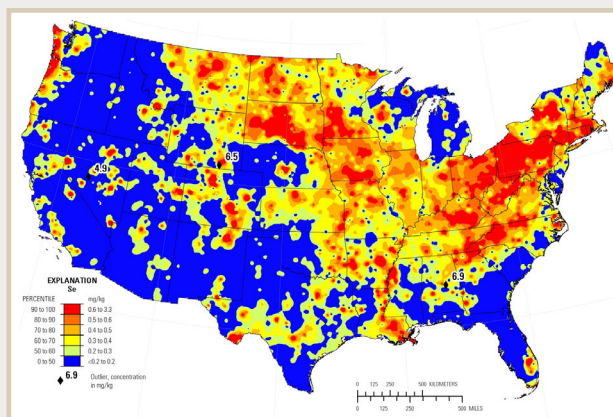 6.5
4.9
6.9
EXPLANATION
Se
PERCENTILE mg/kg
90 to 100 0.6 to 3.3
80 to 90 0.5 to 0.6
70 to 80 0.4 to 0.5
60 to 70 0.3 to 0.4
50 to 60 0.2 to 0.3
0 to 50 <0.2 to 0.2
6.9 Outlier, concentration
in mg/kg
0 125 250 500 KILOMETERS
0 125 250 500 MILES